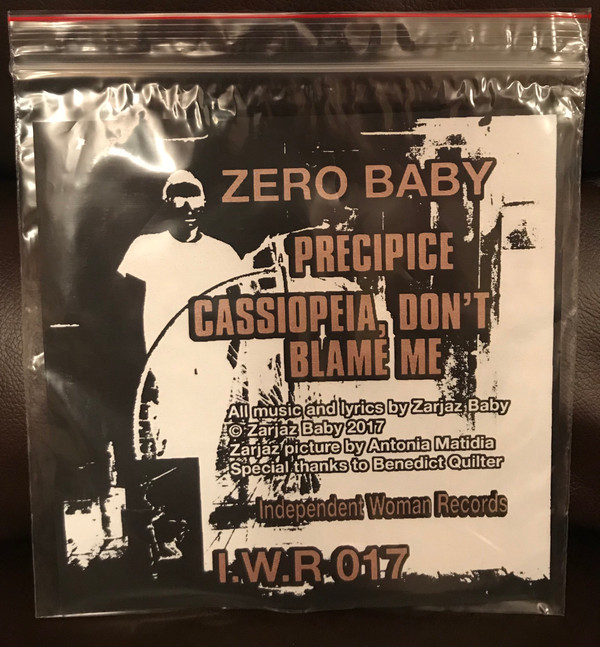 ZERO BABY
PRECIPICE
CASSIOPEIA, DON'T
BLAME ME
All music and lyrics by Zarjaz Baby
© Zarjaz Baby 2017
Zarjaz picture by Antonia Matidia
Special thanks to Benedict Quilter
Independent Woman Records
I.W.R 017